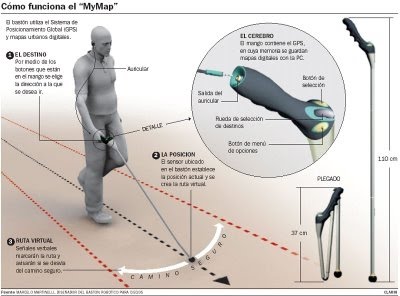 Cómo funciona el “MyMap”
El bastón utiliza el Sistema de
Posicionamiento Global (GPS)
y mapas urbanos digitales.
1 EL DESTINO
Por medio de los
botones que están
en el mango se elige
la dirección a la que
se desea ir.
Auricular
DETALLE
EL CEREBRO
El mango contiene el GPS,
en cuya memoria se guardan
mapas digitales con la PC.
Salida del
auricular
Botón de
selección
Rueda de selección
de destinos
Botón de menú
de opciones
2 LA POSICION
El sensor ubicado
en el bastón establece
la posición actual y se
crea la ruta virtual.
3 RUTA VIRTUAL
Señales verbales
marcarán la ruta y
avisarán si se desvía
del camino seguro.
CAMINO SEGURO
PLEGADO
37 cm
110 cm
Fuente MARCELO MARTINELLI, DISEÑADOR DEL BASTON ROBOTICO PARA CIEGOS
CLARIN